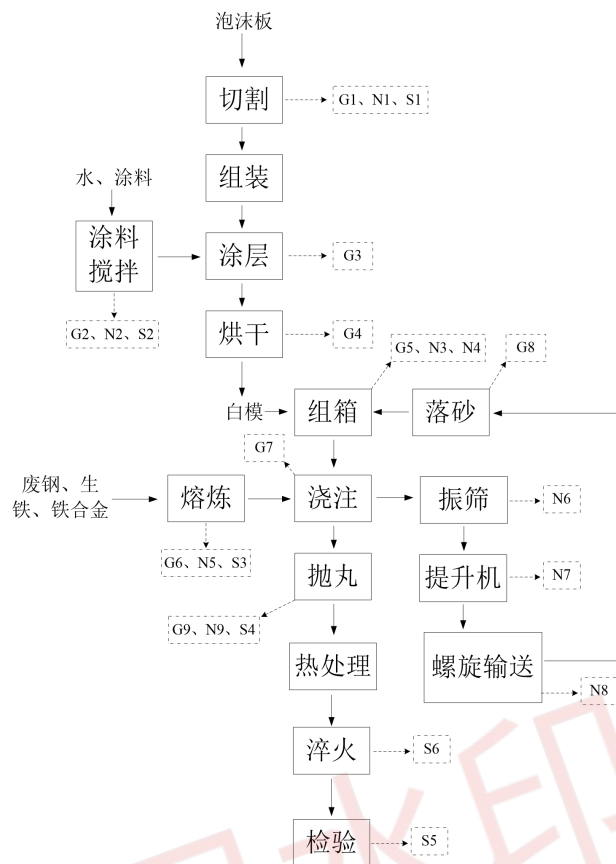 泡沫板
切割
G1、N1、S1
组装
水、涂料
涂料
搅拌
涂层
G3
G2、N2、S2
烘干
G4
G5、N3、N4
G8
白模
组箱
落砂
G7
废钢、生
铁、铁合金
熔炼
浇注
振筛
N6
G6、N5、S3
抛丸
提升机
N7
G9、N9、S4
热处理
螺旋输送
N8
淬火
S6
检验
S5
水印